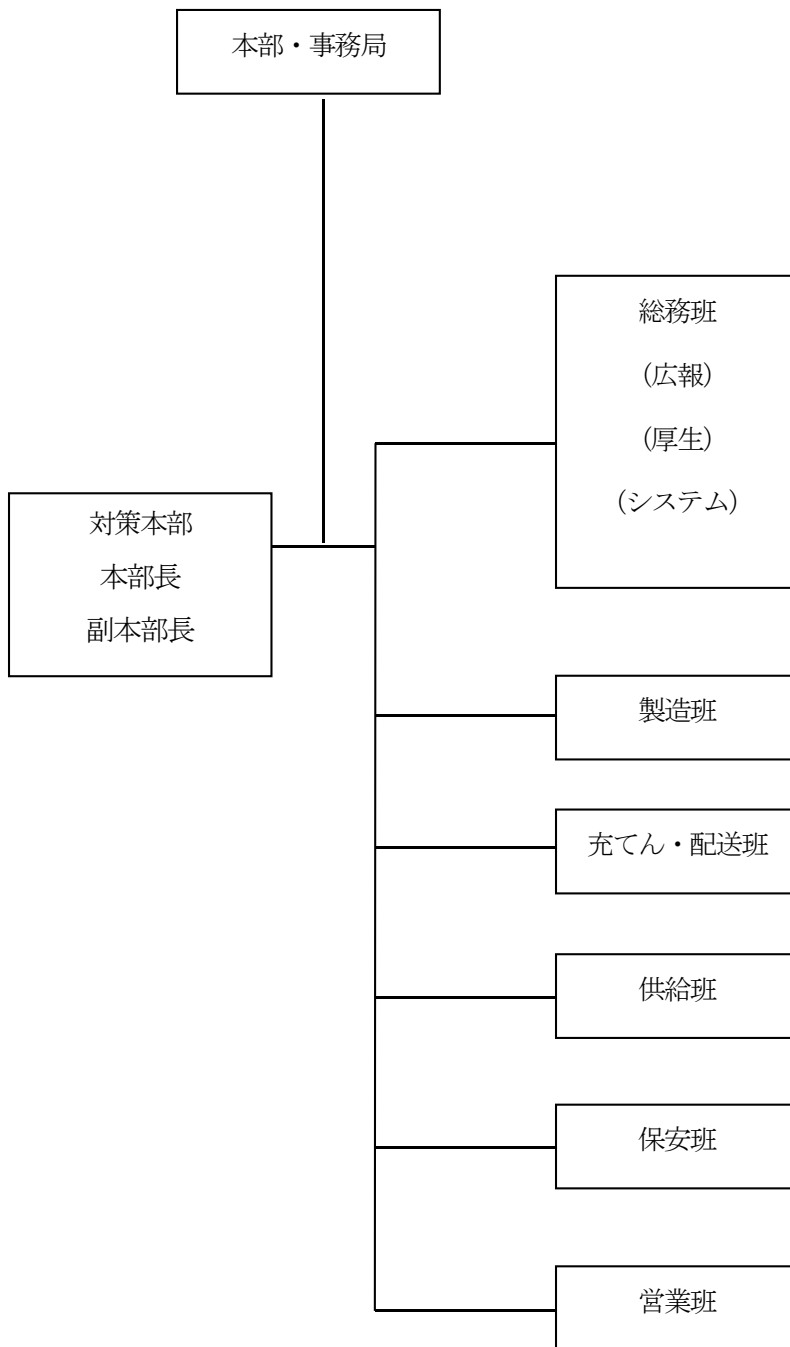 本部・事務局
総務班
（広報）
（厚生）
（システム）
対策本部
本部長
副本部長
製造班
充てん・配送班
供給班
保安班
営業班